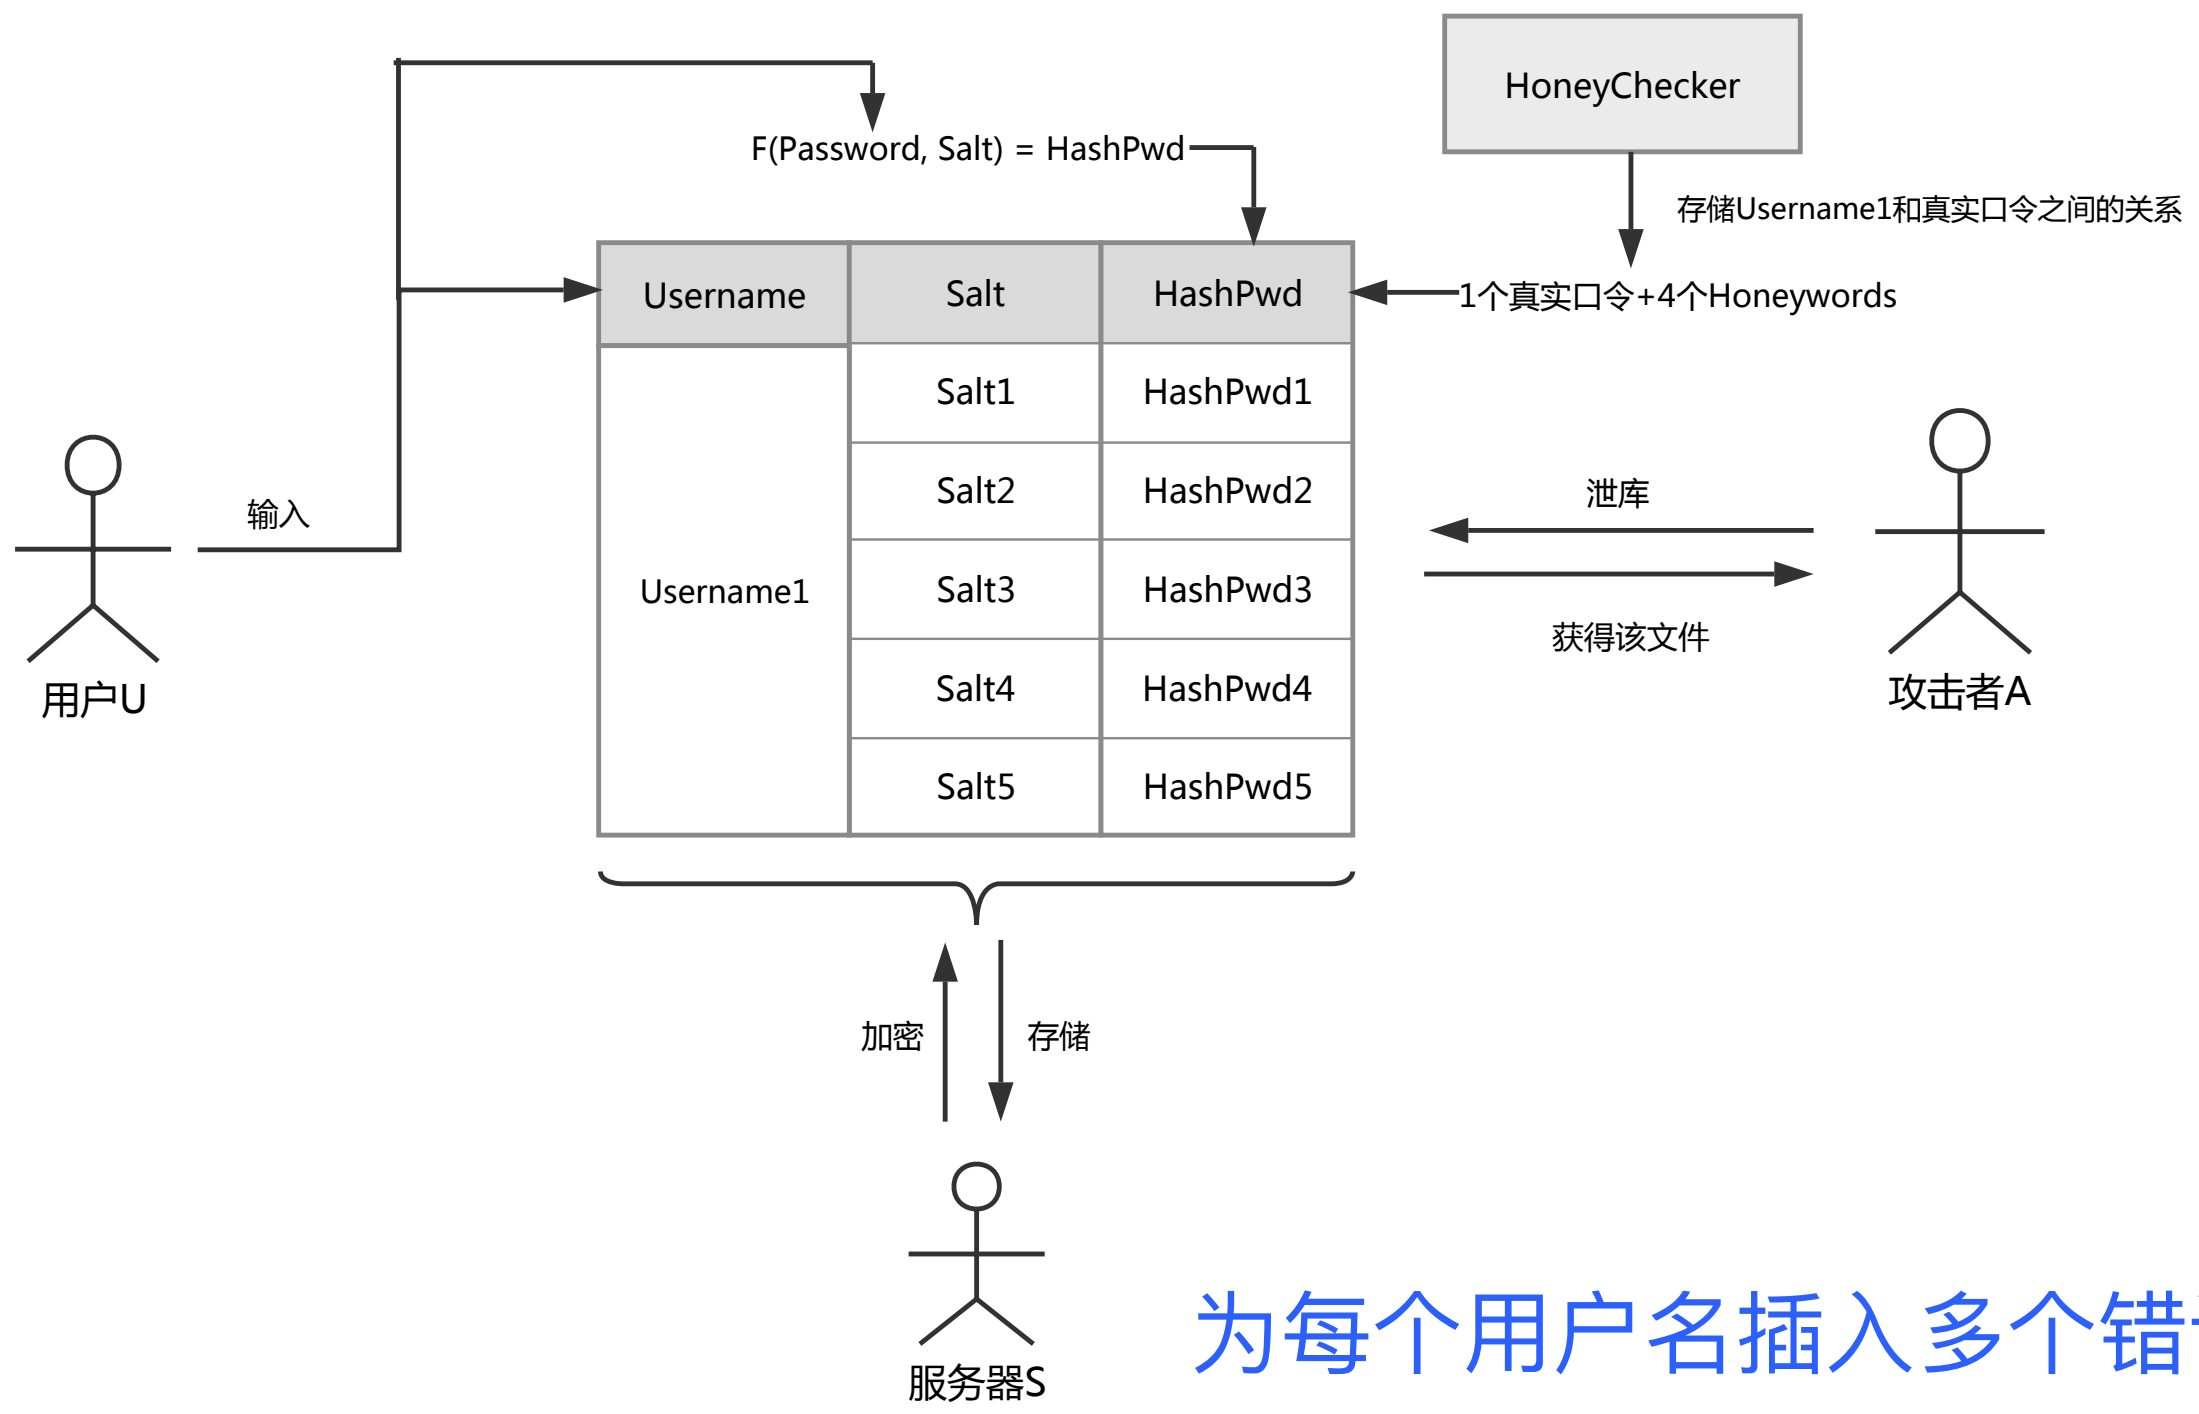 HoneyChecker
F(Password, Salt) = HashPwd
存储Username1和真实口令之间的关系
Username Salt HashPwd
1个真实口令+4个Honeywords
Salt1 HashPwd1
Salt2 HashPwd2
泄库
输入
Username1
Salt3 HashPwd3
获得该文件
Salt4 HashPwd4
用户U
攻击者A
Salt5 HashPwd5
加密
存储
为每个用户名插入多个错
服务器S